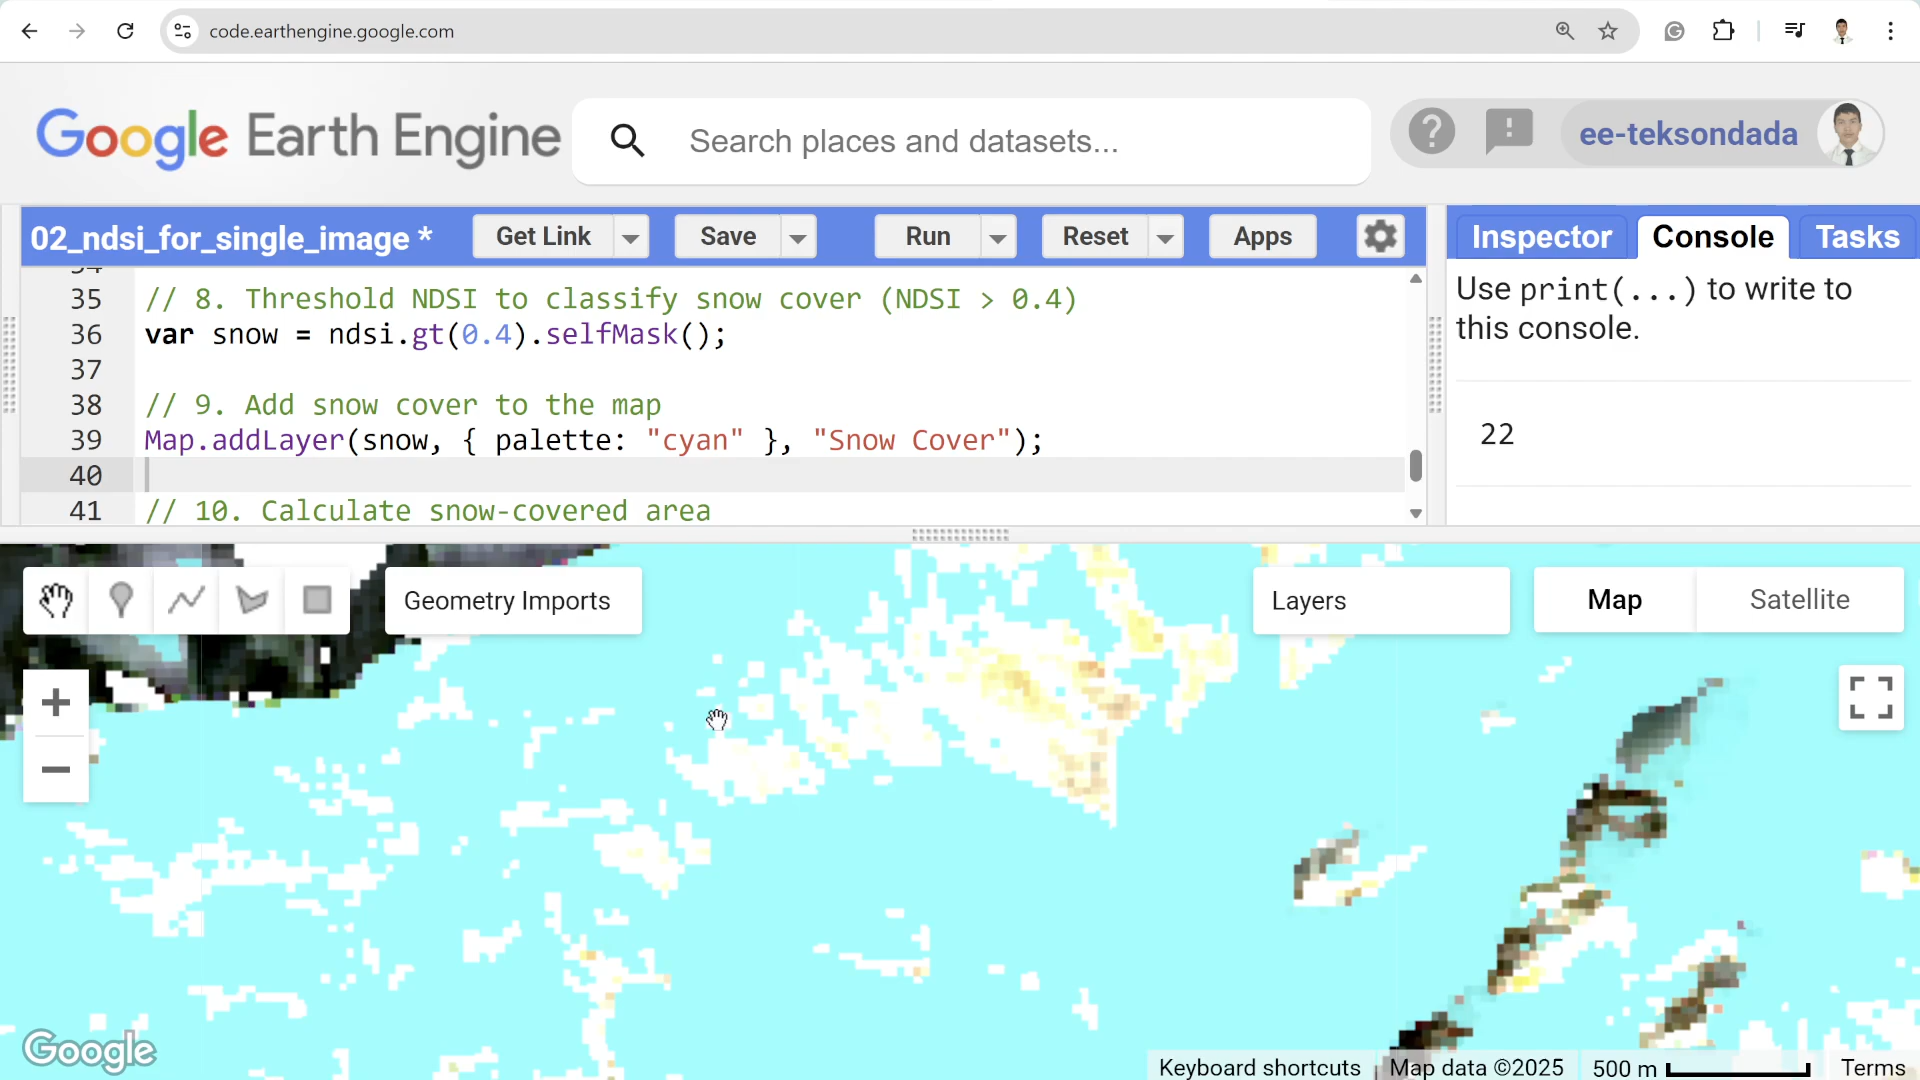 code.earthengine.google.com
Google Earth Engine
Search places and datasets...
ee-teksondada
02_ndsi_for_single_image *
Get Link
Save
Run
Reset
Apps
Inspector
Console
Tasks
34
35 // 8. Threshold NDSI to classify snow cover (NDSI > 0.4)
36 var snow = ndsi.gt(0.4).selfMask();
37
38 // 9. Add snow cover to the map
39 Map.addLayer(snow, { palette: "cyan" }, "Snow Cover");
40
41 // 10. Calculate snow-covered area
Use print(...) to write to
this console.
22
Geometry Imports
Layers
Map
Satellite
Google
Keyboard shortcuts
Map data ©2025
500 m
Terms